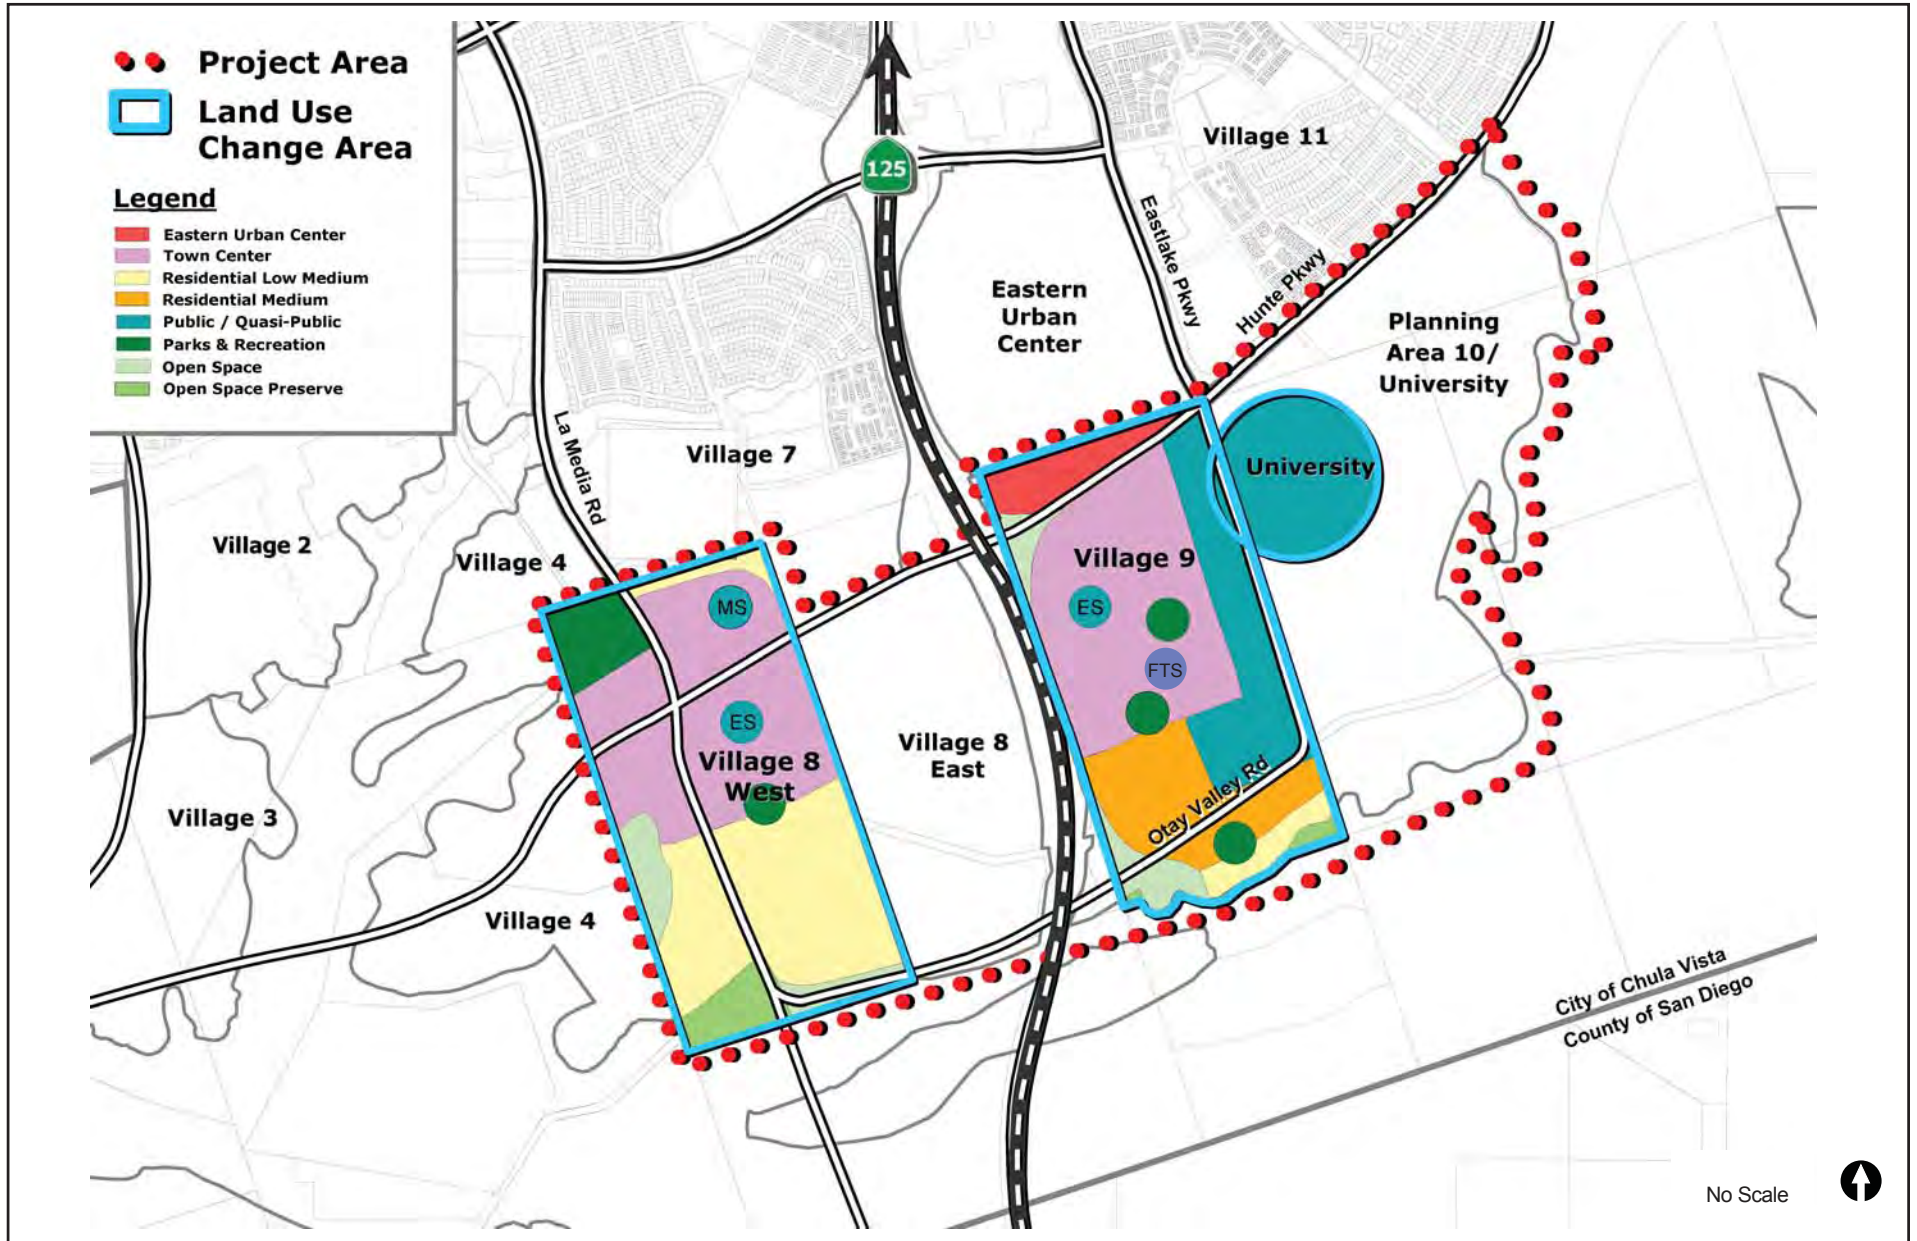 Project Area
Land Use
Change Area
Legend
Eastern Urban Center
Town Center
Residential Low Medium
Residential Medium
Public / Quasi-Public
Parks & Recreation
Open Space
Open Space Preserve
125
Village 11
Eastlake Pkwy
Hunte Pkwy
Eastern
Urban
Center
Planning
Area 10/
University
La Media Rd
Village 7
University
Village 2
Village 4
Village 9
MS
ES
FTS
ES
Village 8
West
Village 8
East
Otay Valley Rd
Village 3
Village 4
City of Chula Vista
County of San Diego
No Scale